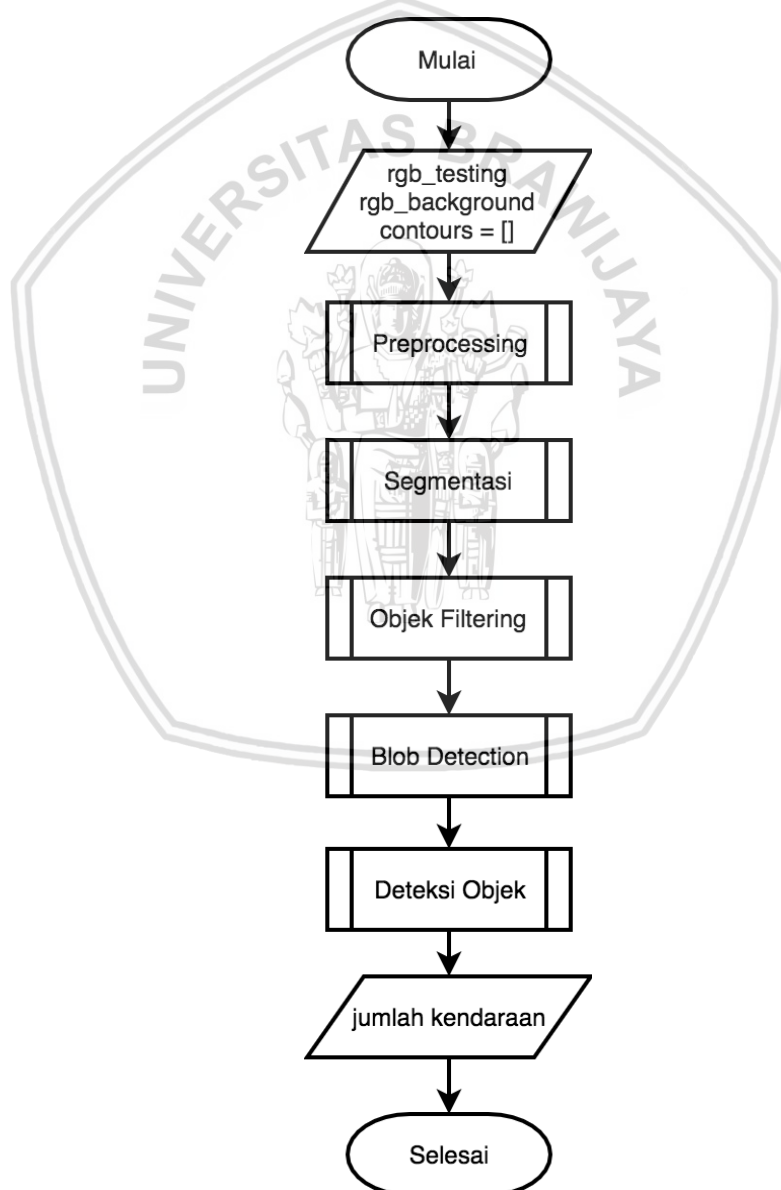 Mulai
UNIVERSITAS BRAWIJAYA
rgb_testing
rgb_background
contours = []
Preprocessing
Segmentasi
Objek Filtering
Blob Detection
Deteksi Objek
jumlah kendaraan
Selesai